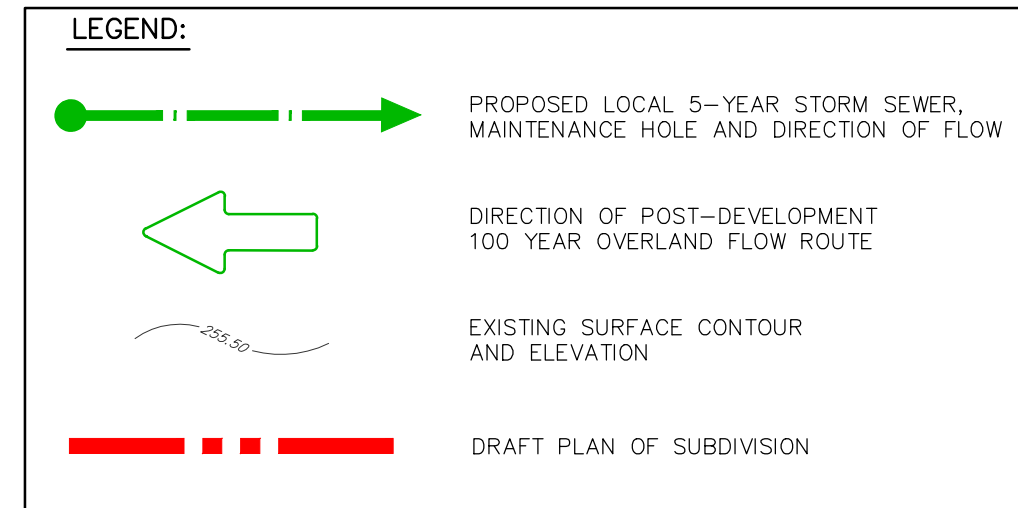 LEGEND:
PROPOSED LOCAL 5-YEAR STORM SEWER,
MAINTENANCE HOLE AND DIRECTION OF FLOW
DIRECTION OF POST-DEVELOPMENT
100 YEAR OVERLAND FLOW ROUTE
255.50
EXISTING SURFACE CONTOUR
AND ELEVATION
DRAFT PLAN OF SUBDIVISION